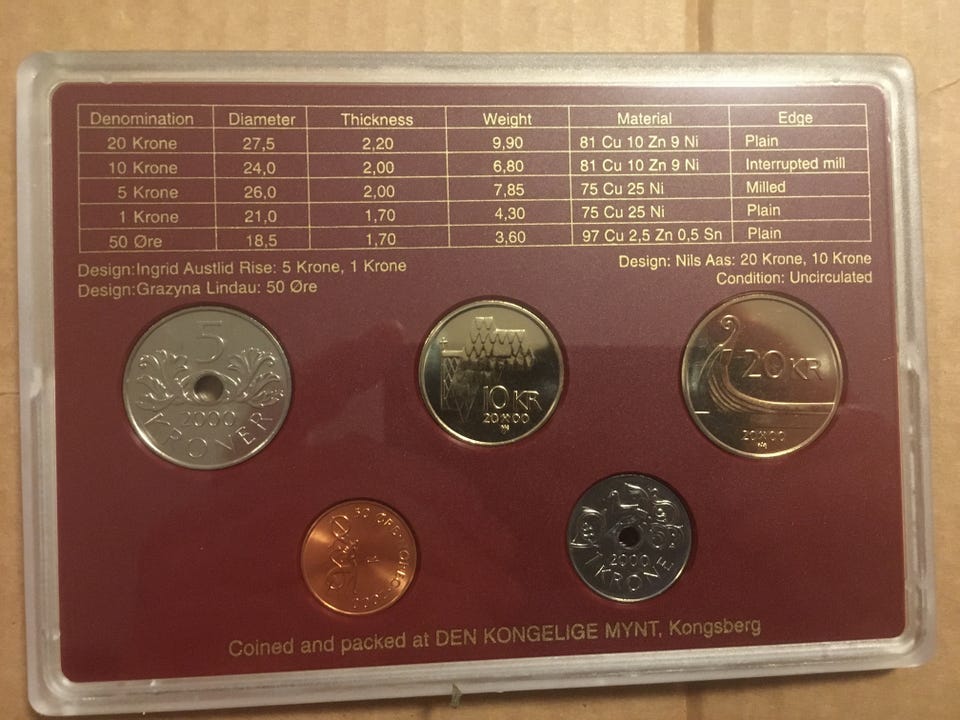 Denomination Diameter Thickness Weight Material Edge
20 Krone 27,5 2,20 9,90 81 Cu 10 Zn 9 Ni Plain
10 Krone 24,0 2,00 6,80 81 Cu 10 Zn 9 Ni Interrupted mill
5 Krone 26,0 2,00 7,85 75 Cu 25 Ni Milled
1 Krone 21,0 1,70 4,30 75 Cu 25 Ni Plain
50 Øre 18,5 1,70 3,60 97 Cu 2,5 Zn 0,5 Sn Plain
Design:Ingrid Austlid Rise: 5 Krone, 1 Krone
Design:Grazyna Lindau: 50 Øre
Design: Nils Aas: 20 Krone, 10 Krone
Condition: Uncirculated
5
2000
KRONER
10 KR
20 00
20 KR
20 00
50 ØRE
2000
1 KRONE
Coined and packed at DEN KONGELIGE MYNT, Kongsberg